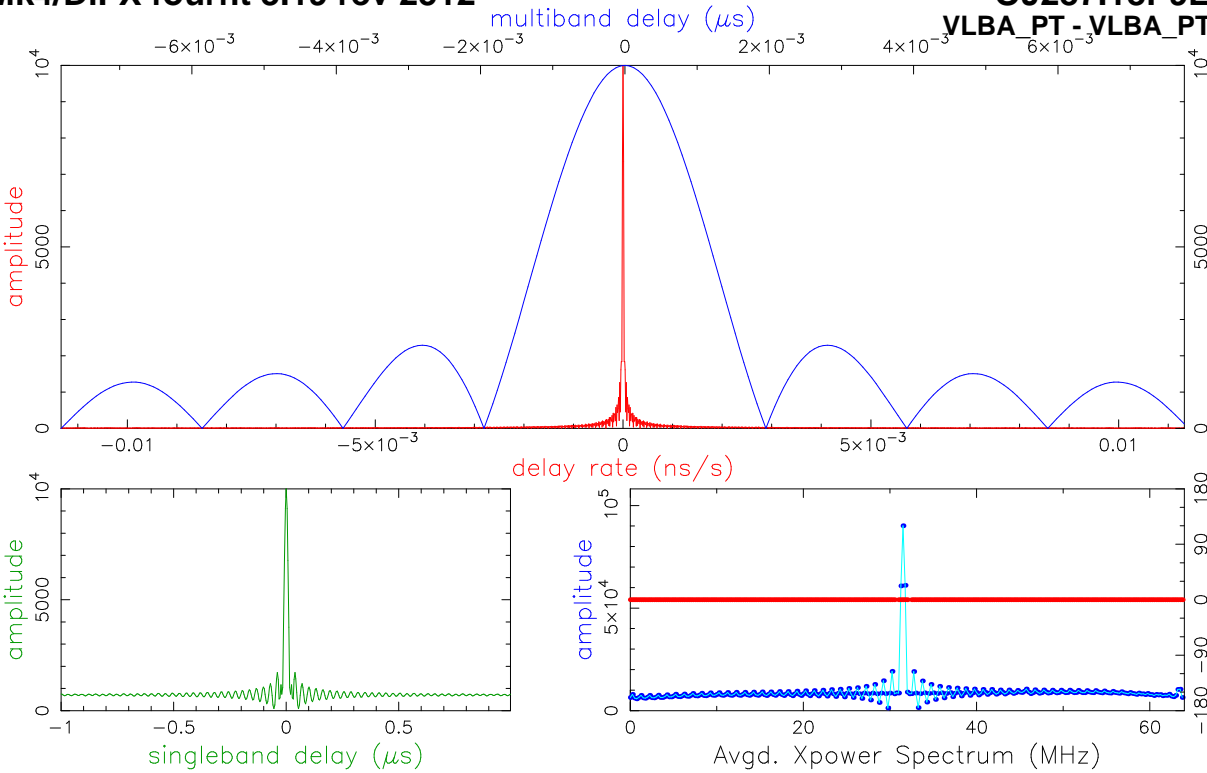 multiband delay (μs)
VLBA_PT - VLBA_PT
−6×10⁻³ −4×10⁻³ −2×10⁻³ 0 2×10⁻³ 4×10⁻³ 6×10⁻³
amplitude
0 5000 10⁴
0 5000 10⁴
−0.01 −5×10⁻³ 0 5×10⁻³ 0.01
delay rate (ns/s)
amplitude
0 5000 10⁴
−1 −0.5 0 0.5
singleband delay (μs)
amplitude
0 5×10⁴ 10⁵
−180 −90 0 90 180
0 20 40 60
Avgd. Xpower Spectrum (MHz)